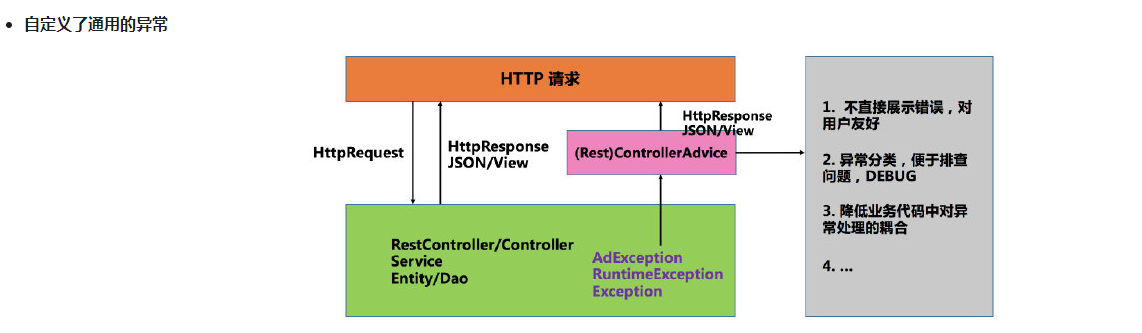 自定义了通用的异常
HTTP 请求
HttpRequest
HttpResponse
JSON/View
HttpResponse
JSON/View
(Rest)ControllerAdvice
RestController/Controller
Service
Entity/Dao
AdException
RuntimeException
Exception
1. 不直接展示错误，对
用户友好
2. 异常分类，便于排查
问题，DEBUG
3. 降低业务代码中对异
常处理的耦合
4. ...